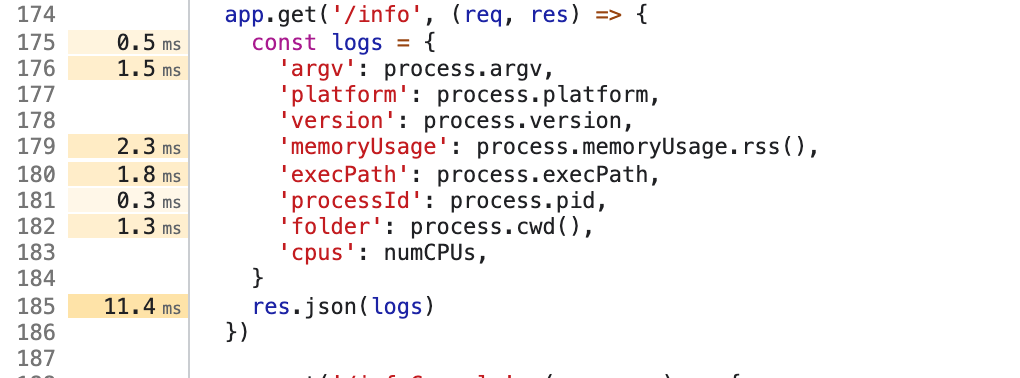 174 app.get('/info', (req, res) => {
175 0.5 ms const logs = {
176 1.5 ms 'argv': process.argv,
177 'platform': process.platform,
178 'version': process.version,
179 2.3 ms 'memoryUsage': process.memoryUsage.rss(),
180 1.8 ms 'execPath': process.execPath,
181 0.3 ms 'processId': process.pid,
182 1.3 ms 'folder': process.cwd(),
183 'cpus': numCPUs,
184 }
185 11.4 ms res.json(logs)
186 })
187